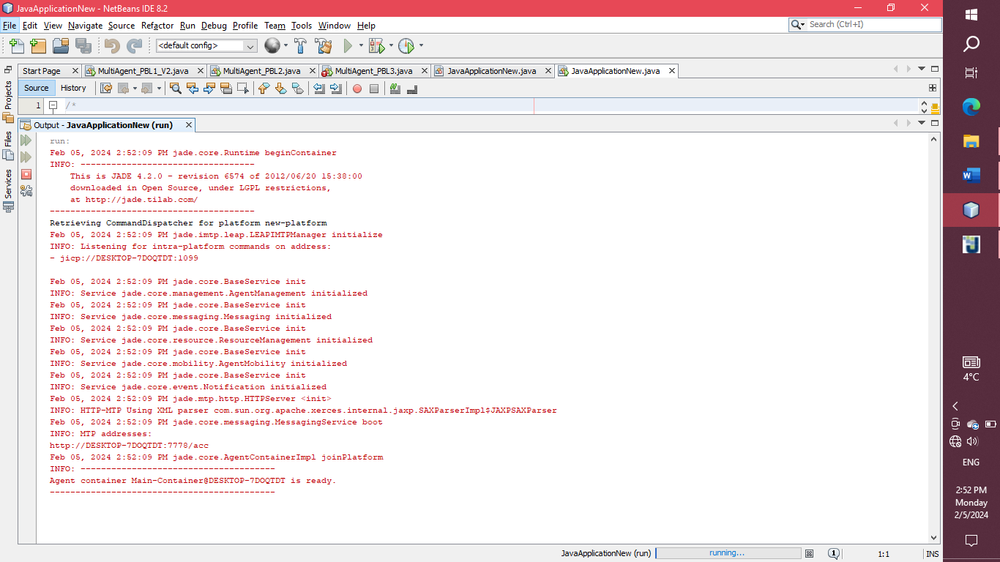 JavaApplicationNew - NetBeans IDE 8.2
File Edit View Navigate Source Refactor Run Debug Profile Team Tools Window Help
Search (Ctrl+I)
<default config>
Start Page MultiAgent_PBL1_V2.java MultiAgent_PBL2.java MultiAgent_PBL3.java JavaApplicationNew.java JavaApplicationNew.java
Source History
1 /*
Projects
Files
Services
Output - JavaApplicationNew (run)
run:
Feb 05, 2024 2:52:09 PM jade.core.Runtime beginContainer
INFO: ----------------------------------
This is JADE 4.2.0 - revision 6574 of 2012/06/20 15:38:00
downloaded in Open Source, under LGPL restrictions,
at http://jade.tilab.com/
----------------------------------------
Retrieving CommandDispatcher for platform new-platform
Feb 05, 2024 2:52:09 PM jade.imtp.leap.LEAPIMTPManager initialize
INFO: Listening for intra-platform commands on address:
- jicp://DESKTOP-7DOQTDT:1099
Feb 05, 2024 2:52:09 PM jade.core.BaseService init
INFO: Service jade.core.management.AgentManagement initialized
Feb 05, 2024 2:52:09 PM jade.core.BaseService init
INFO: Service jade.core.messaging.Messaging initialized
Feb 05, 2024 2:52:09 PM jade.core.BaseService init
INFO: Service jade.core.resource.ResourceManagement initialized
Feb 05, 2024 2:52:09 PM jade.core.BaseService init
INFO: Service jade.core.mobility.AgentMobility initialized
Feb 05, 2024 2:52:09 PM jade.core.BaseService init
INFO: Service jade.core.event.Notification initialized
Feb 05, 2024 2:52:09 PM jade.mtp.http.HTTPServer <init>
INFO: HTTP-MTP Using XML parser com.sun.org.apache.xerces.internal.jaxp.SAXParserImpl$JAXPSAXParser
Feb 05, 2024 2:52:09 PM jade.core.messaging.MessagingService boot
INFO: MTP addresses:
http://DESKTOP-7DOQTDT:7778/acc
Feb 05, 2024 2:52:09 PM jade.core.AgentContainerImpl joinPlatform
INFO: --------------------------------------
Agent container Main-Container@DESKTOP-7DOQTDT is ready.
--------------------------------------------
JavaApplicationNew (run) running... 1 1:1 INS
4°C
ENG
2:52 PM
Monday
2/5/2024